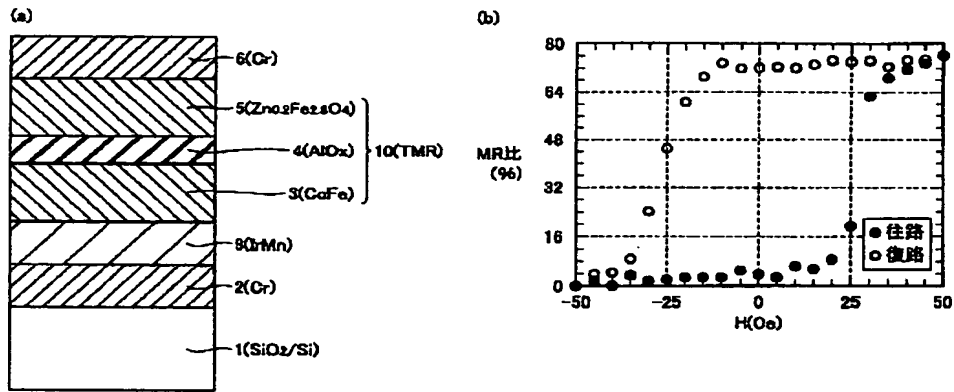 (a)
6(Cr)
5(Zn0.2Fe2.8O4)
4(AlOx)
10(TMR)
3(CoFe)
9(IrMn)
2(Cr)
1(SiO2/Si)
(b)
80
64
48
MR比
(%)
32
16
0
-50
-25
0
25
50
H(Oe)
往路
復路